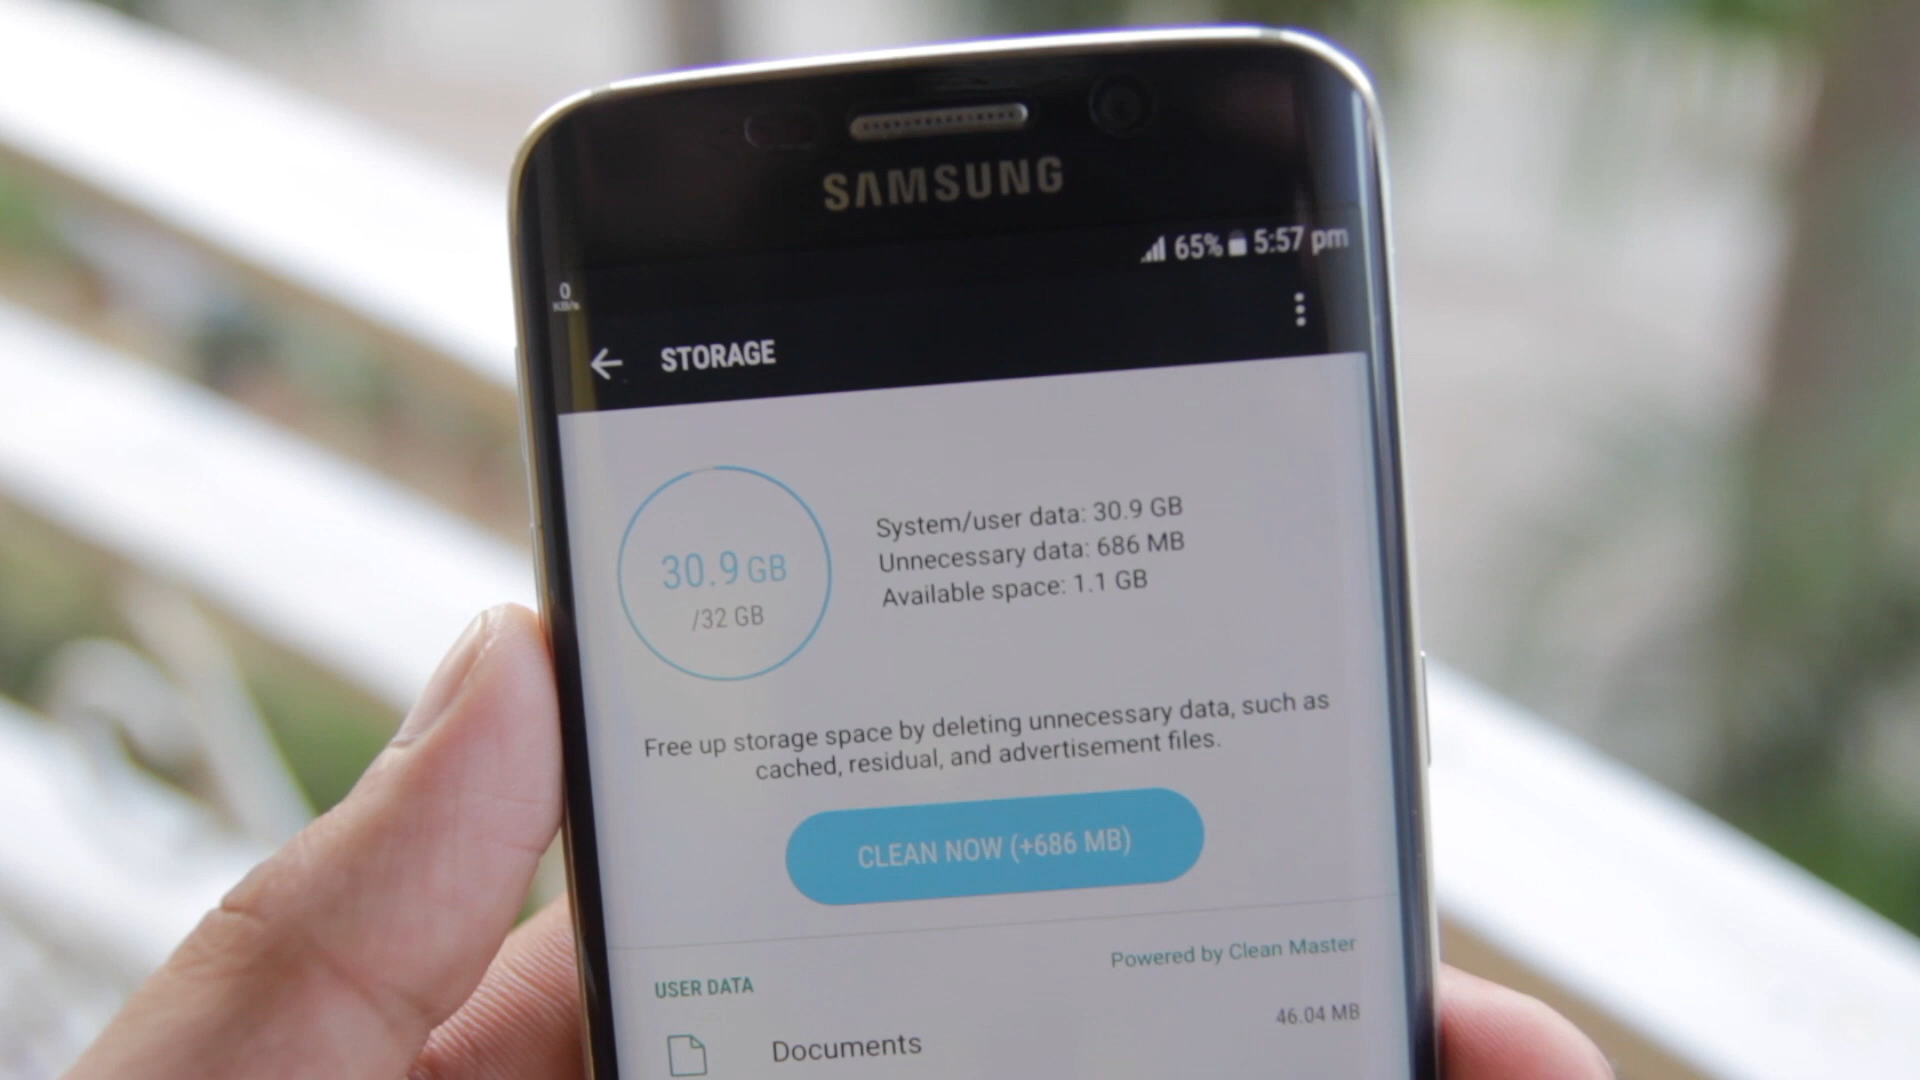 SAMSUNG
65% 5:57 pm
0
KB/s
STORAGE
30.9 GB
/32 GB
System/user data: 30.9 GB
Unnecessary data: 686 MB
Available space: 1.1 GB
Free up storage space by deleting unnecessary data, such as
cached, residual, and advertisement files.
CLEAN NOW (+686 MB)
Powered by Clean Master
USER DATA
Documents
46.04 MB